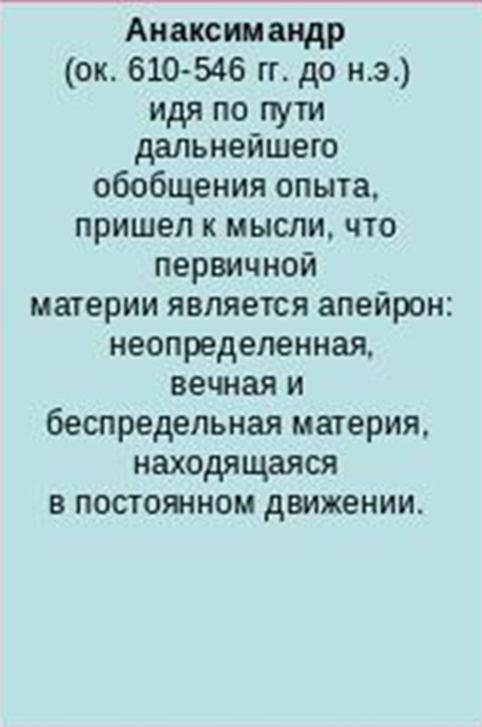 Анаксимандр
(ок. 610-546 гг. до н.э.)
идя по пути
дальнейшего
обобщения опыта,
пришел к мысли, что
первичной
материи является апейрон:
неопределенная,
вечная и
беспредельная материя,
находящаяся
в постоянном движении.